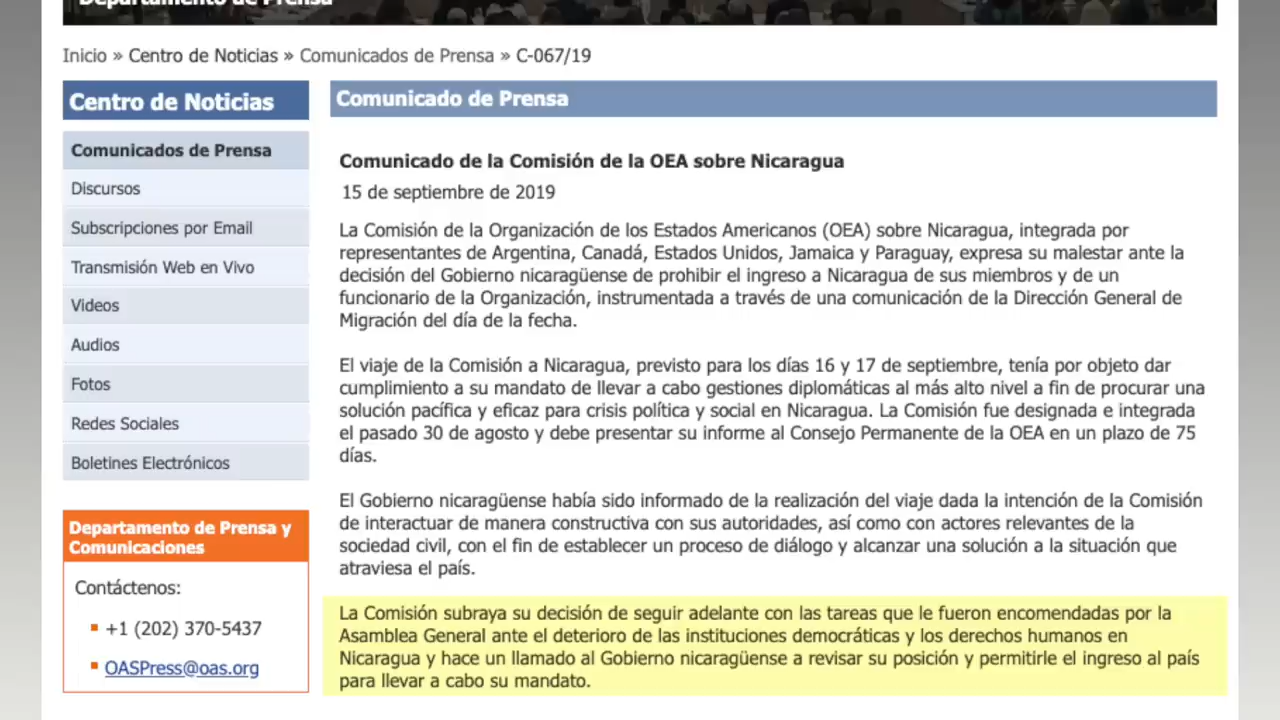 Departamento de Prensa
Inicio » Centro de Noticias » Comunicados de Prensa » C-067/19
Centro de Noticias
Comunicados de Prensa
Discursos
Subscripciones por Email
Transmisión Web en Vivo
Videos
Audios
Fotos
Redes Sociales
Boletines Electrónicos
Departamento de Prensa y
Comunicaciones
Contáctenos:
+1 (202) 370-5437
OASPress@oas.org
Comunicado de Prensa
Comunicado de la Comisión de la OEA sobre Nicaragua
15 de septiembre de 2019
La Comisión de la Organización de los Estados Americanos (OEA) sobre Nicaragua, integrada por
representantes de Argentina, Canadá, Estados Unidos, Jamaica y Paraguay, expresa su malestar ante la
decisión del Gobierno nicaragüense de prohibir el ingreso a Nicaragua de sus miembros y de un
funcionario de la Organización, instrumentada a través de una comunicación de la Dirección General de
Migración del día de la fecha.
El viaje de la Comisión a Nicaragua, previsto para los días 16 y 17 de septiembre, tenía por objeto dar
cumplimiento a su mandato de llevar a cabo gestiones diplomáticas al más alto nivel a fin de procurar una
solución pacífica y eficaz para crisis política y social en Nicaragua. La Comisión fue designada e integrada
el pasado 30 de agosto y debe presentar su informe al Consejo Permanente de la OEA en un plazo de 75
días.
El Gobierno nicaragüense había sido informado de la realización del viaje dada la intención de la Comisión
de interactuar de manera constructiva con sus autoridades, así como con actores relevantes de la
sociedad civil, con el fin de establecer un proceso de diálogo y alcanzar una solución a la situación que
atraviesa el país.
La Comisión subraya su decisión de seguir adelante con las tareas que le fueron encomendadas por la
Asamblea General ante el deterioro de las instituciones democráticas y los derechos humanos en
Nicaragua y hace un llamado al Gobierno nicaragüense a revisar su posición y permitirle el ingreso al país
para llevar a cabo su mandato.